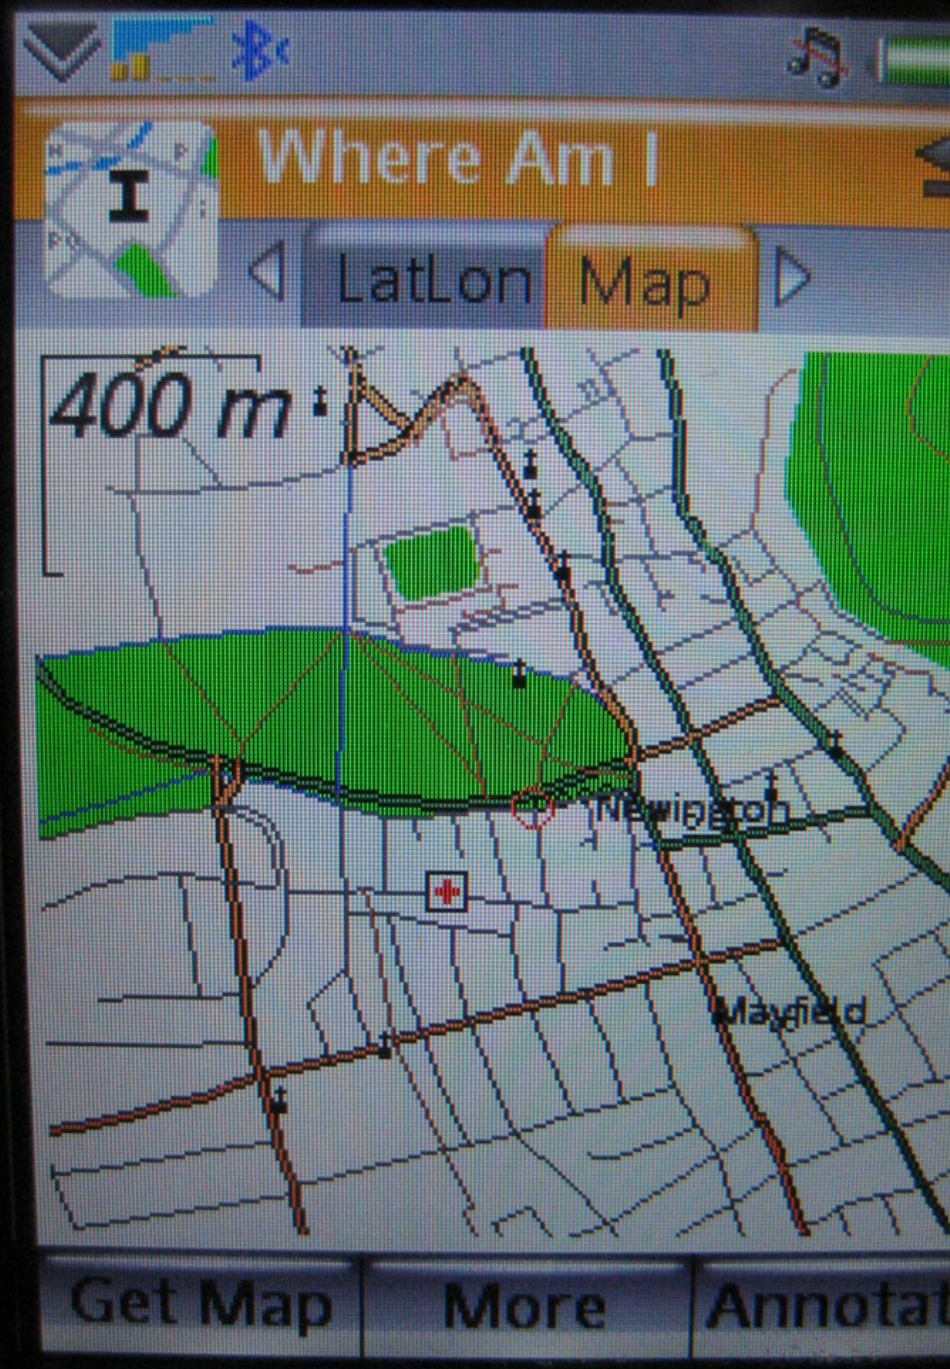 Where Am I
LatLon
Map
400 m
Newington
Mayfield
Get Map
More
Annotat